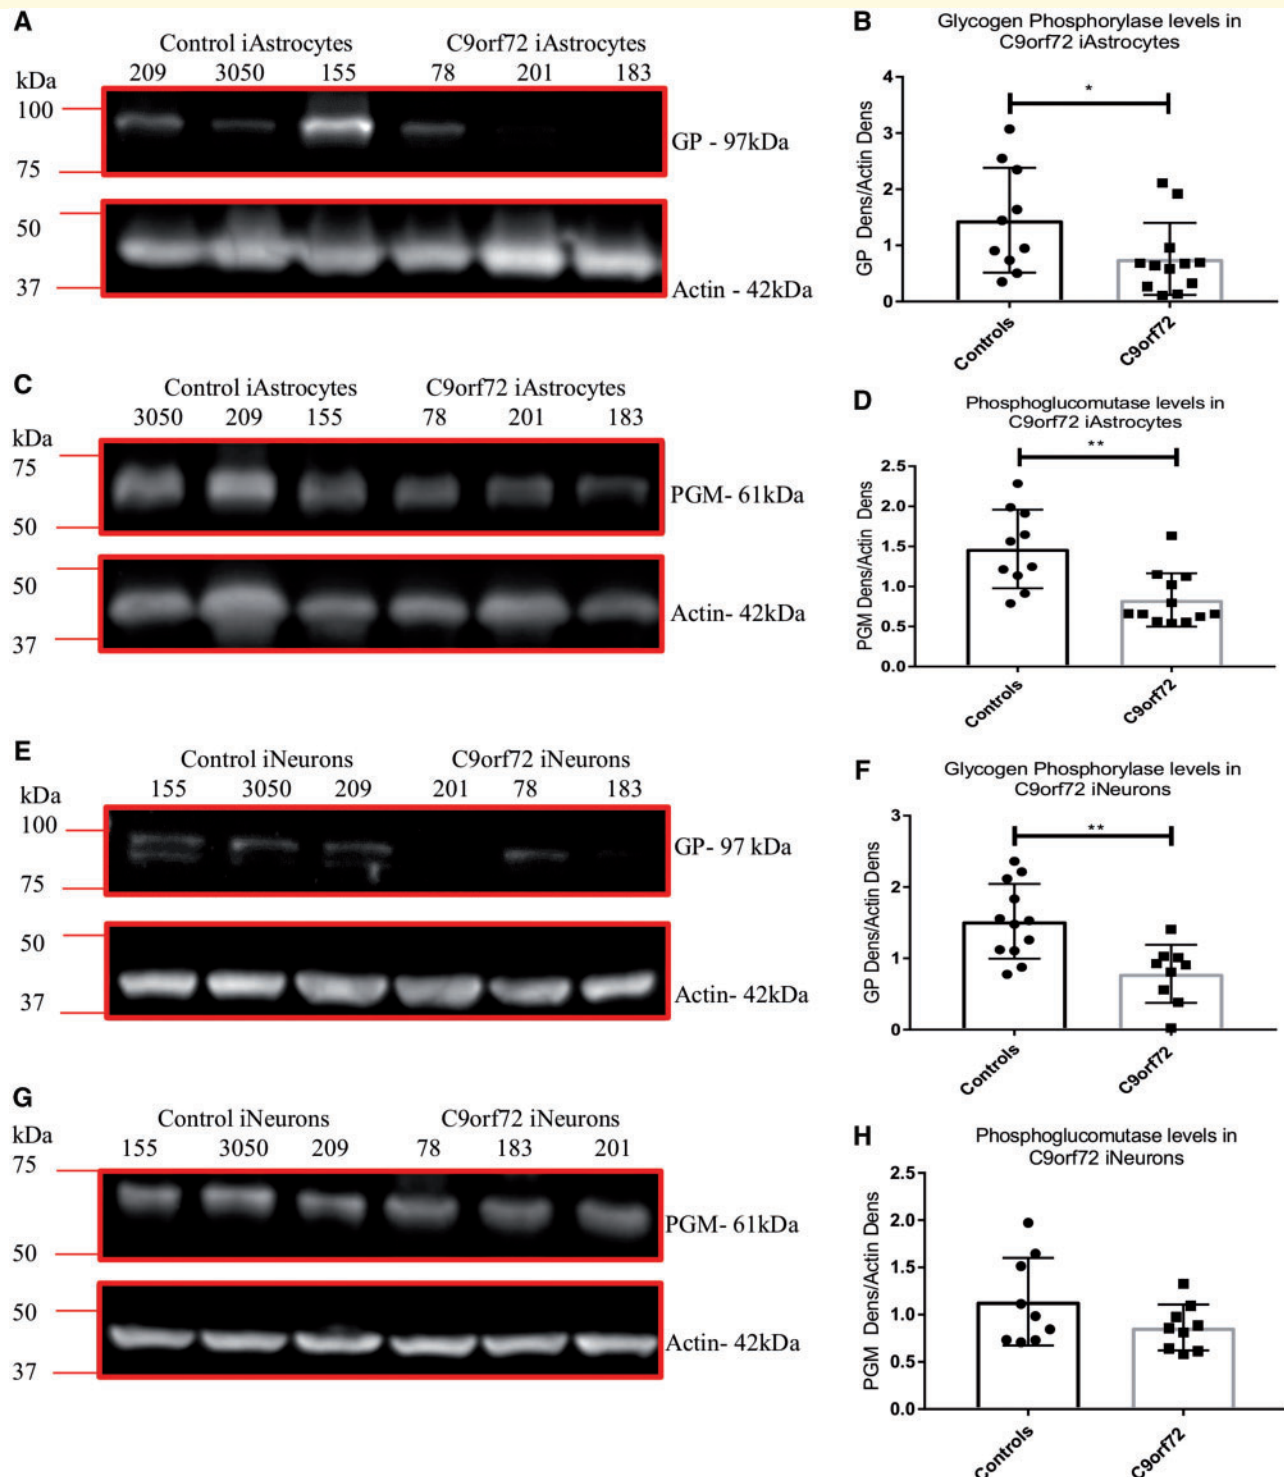 A
Control iAstrocytes C9orf72 iAstrocytes
209 3050 155 78 201 183
kDa
100
75
GP - 97kDa
50
37
Actin - 42kDa
B
Glycogen Phosphorylase levels in
C9orf72 iAstrocytes
*
GP Dens/Actin Dens
4
3
2
1
0
Controls
C9orf72
C
Control iAstrocytes C9orf72 iAstrocytes
3050 209 155 78 201 183
kDa
75
50
PGM- 61kDa
50
37
Actin- 42kDa
D
Phosphoglucomutase levels in
C9orf72 iAstrocytes
**
PGM Dens/Actin Dens
2.5
2.0
1.5
1.0
0.5
0.0
Controls
C9orf72
E
Control iNeurons C9orf72 iNeurons
155 3050 209 201 78 183
kDa
100
75
GP- 97 kDa
50
37
Actin- 42kDa
F
Glycogen Phosphorylase levels in
C9orf72 iNeurons
**
GP Dens/Actin Dens
3
2
1
0
Controls
C9orf72
G
Control iNeurons C9orf72 iNeurons
155 3050 209 78 183 201
kDa
75
50
PGM- 61kDa
50
37
Actin- 42kDa
H
Phosphoglucomutase levels in
C9orf72 iNeurons
PGM Dens/Actin Dens
2.5
2.0
1.5
1.0
0.5
0.0
Controls
C9orf72